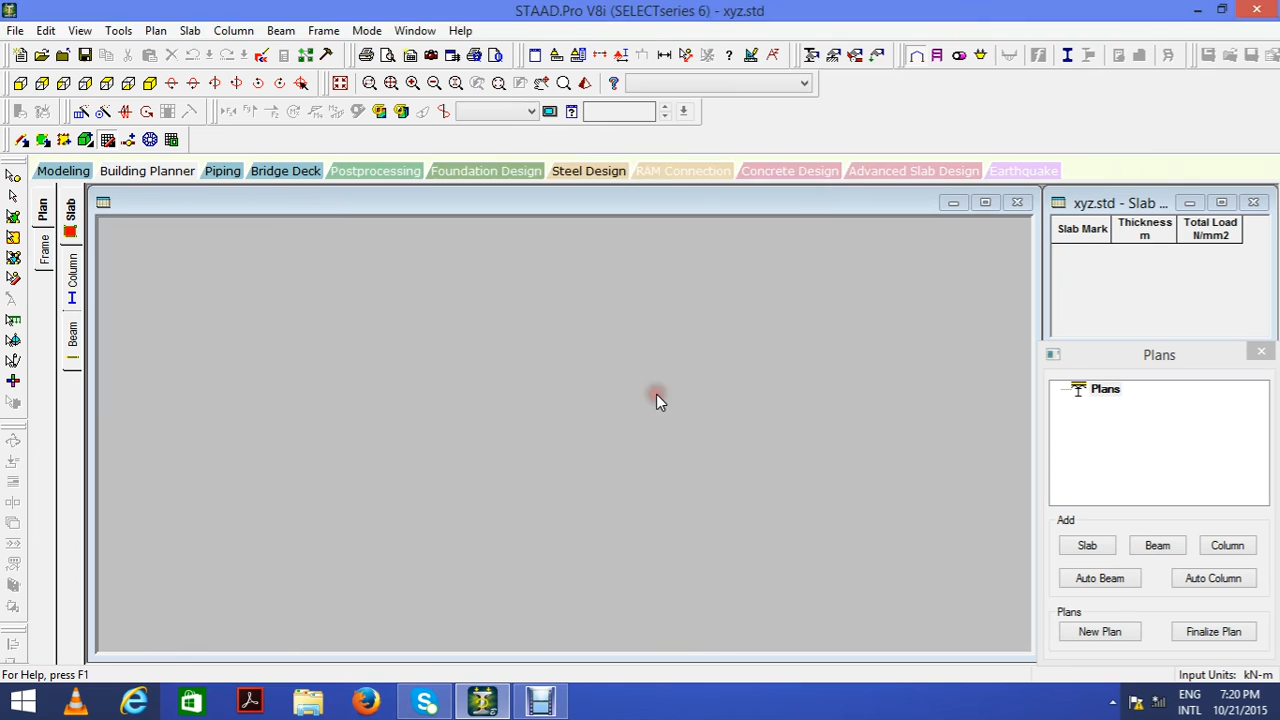 STAAD.Pro V8i (SELECTseries 6) - xyz.std
File Edit View Tools Plan Slab Column Beam Frame Mode Window Help
Modeling Building Planner Piping Bridge Deck Postprocessing Foundation Design Steel Design RAM Connection Concrete Design Advanced Slab Design Earthquake
Plan
Frame
Slab
Column
Beam
xyz.std - Slab ...
Slab Mark Thickness m Total Load N/mm2
Plans
Plans
Add
Slab Beam Column
Auto Beam Auto Column
Plans
New Plan Finalize Plan
For Help, press F1
Input Units: kN-m
ENG 7:20 PM
INTL 10/21/2015